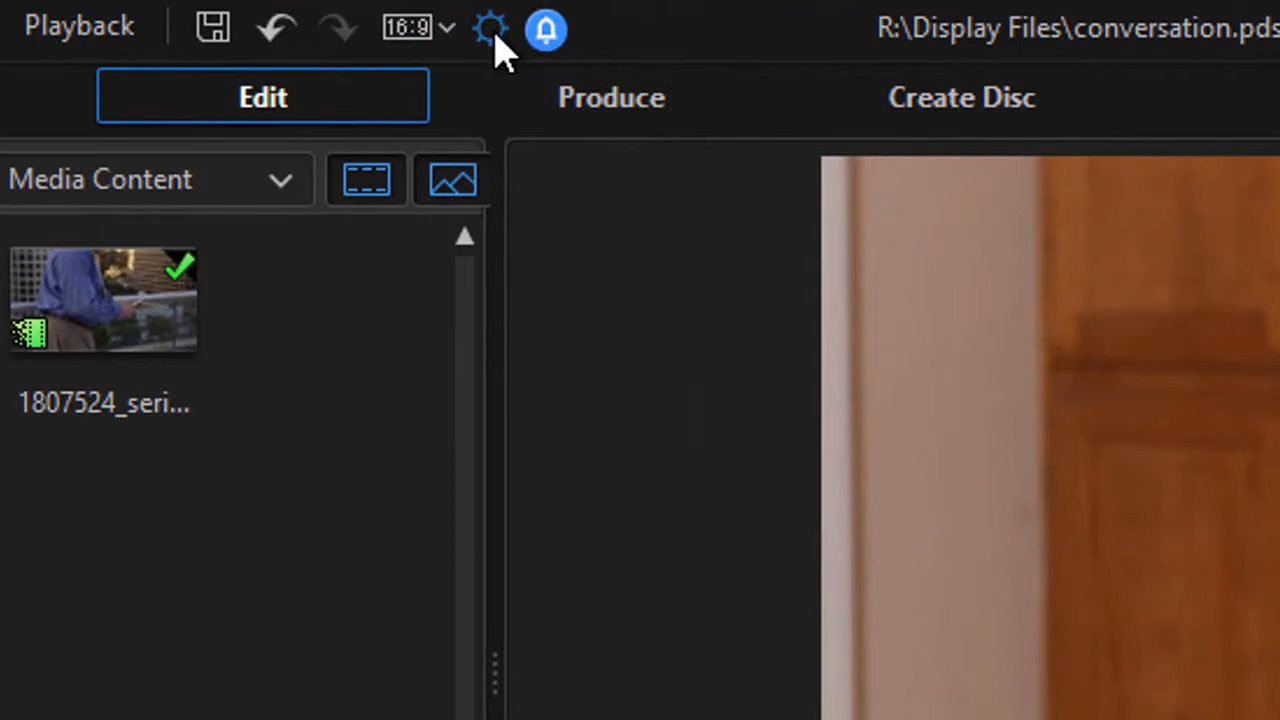 Playback 16:9 R:\Display Files\conversation.pds
Edit Produce Create Disc
Media Content
1807524_seri...